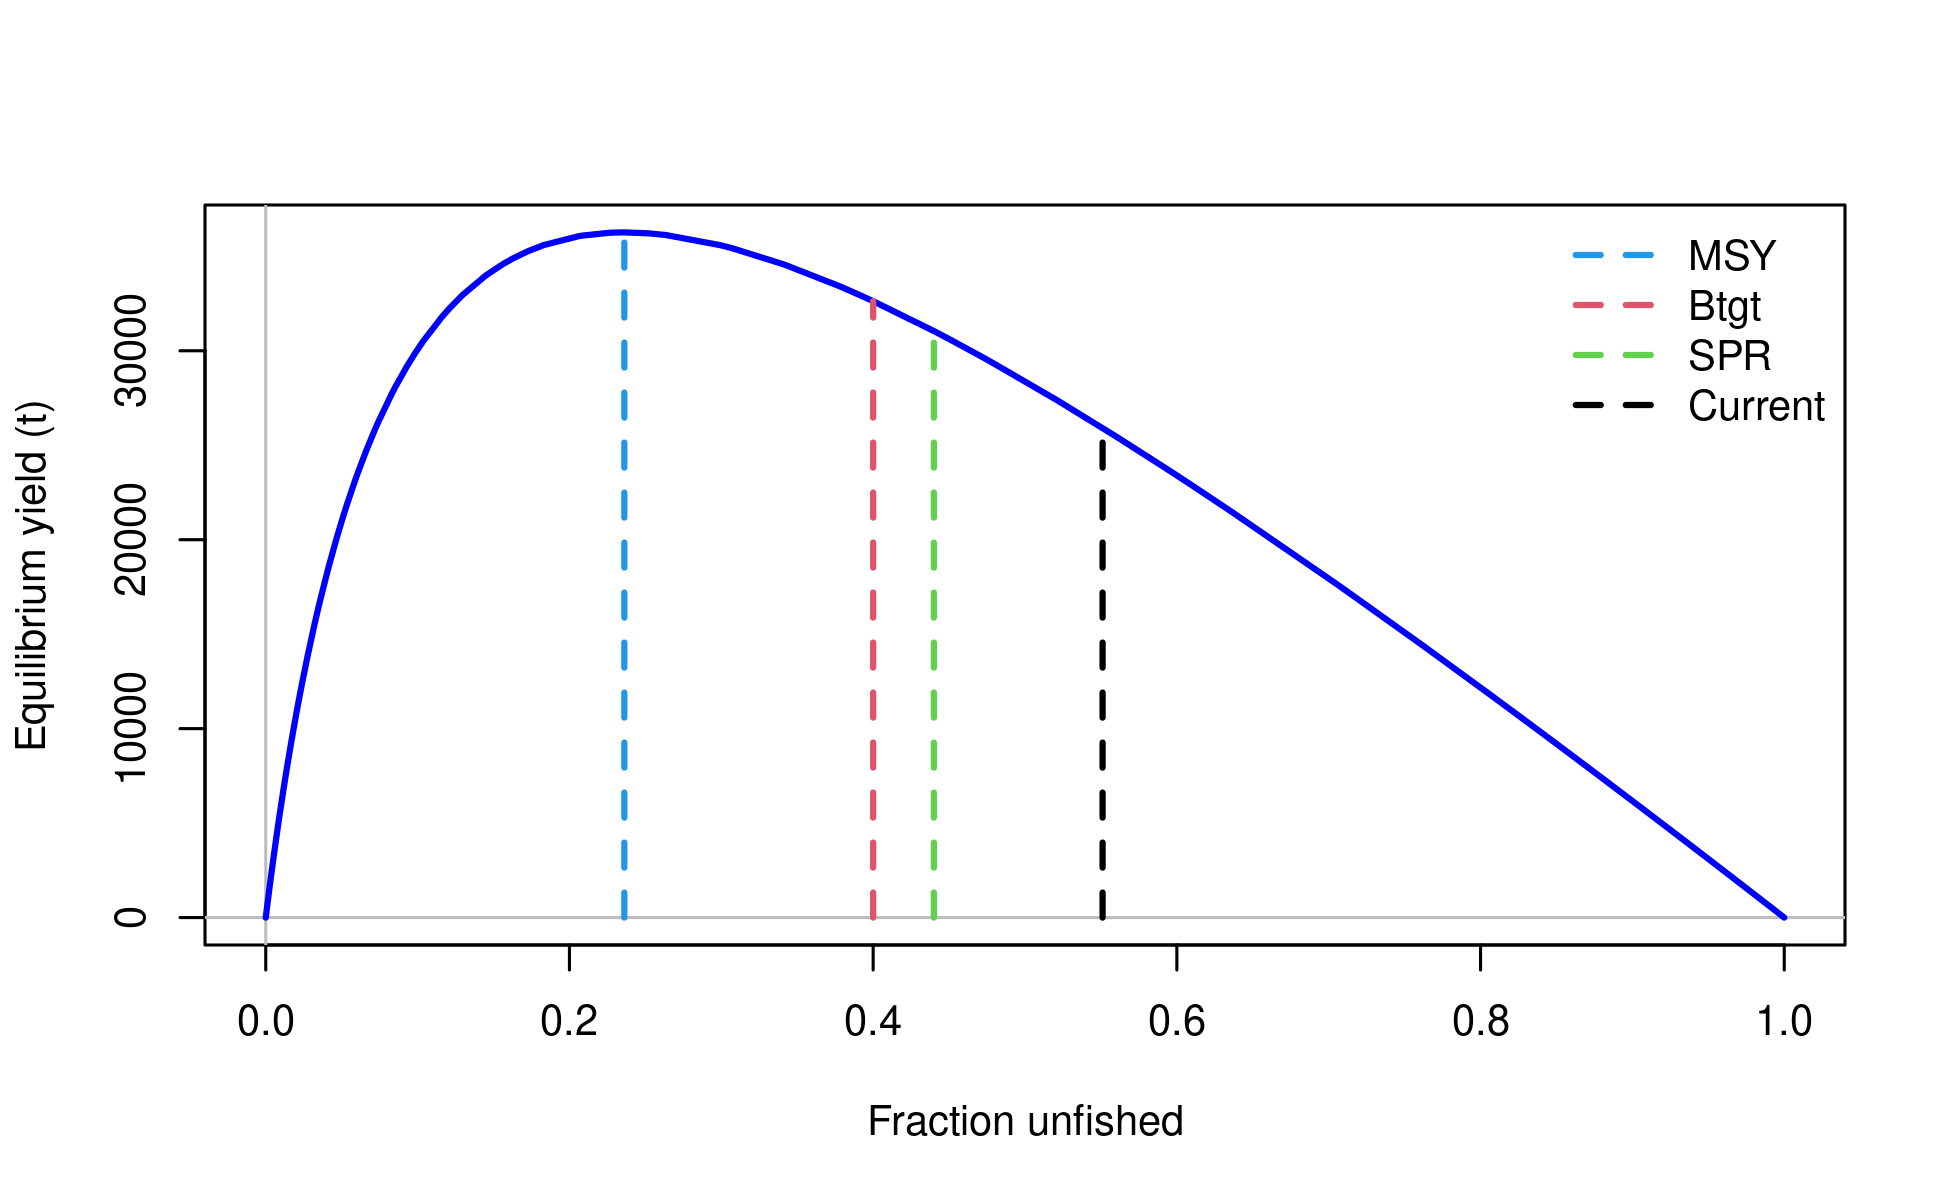 MSY
Btgt
SPR
Current
Equilibrium yield (t)
30000
20000
10000
0
0.0 0.2 0.4 0.6 0.8 1.0
Fraction unfished